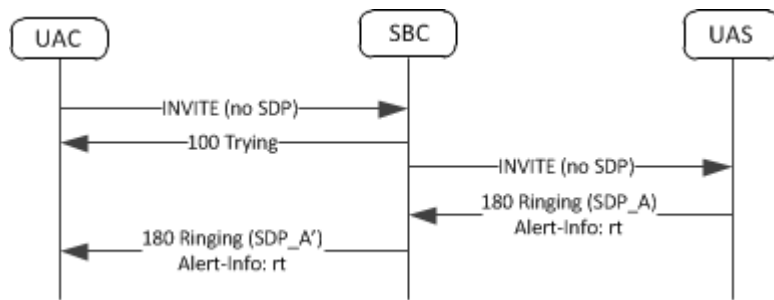 UAC
SBC
UAS
INVITE (no SDP)
100 Trying
INVITE (no SDP)
180 Ringing (SDP_A)
Alert-Info: rt
180 Ringing (SDP_A’)
Alert-Info: rt